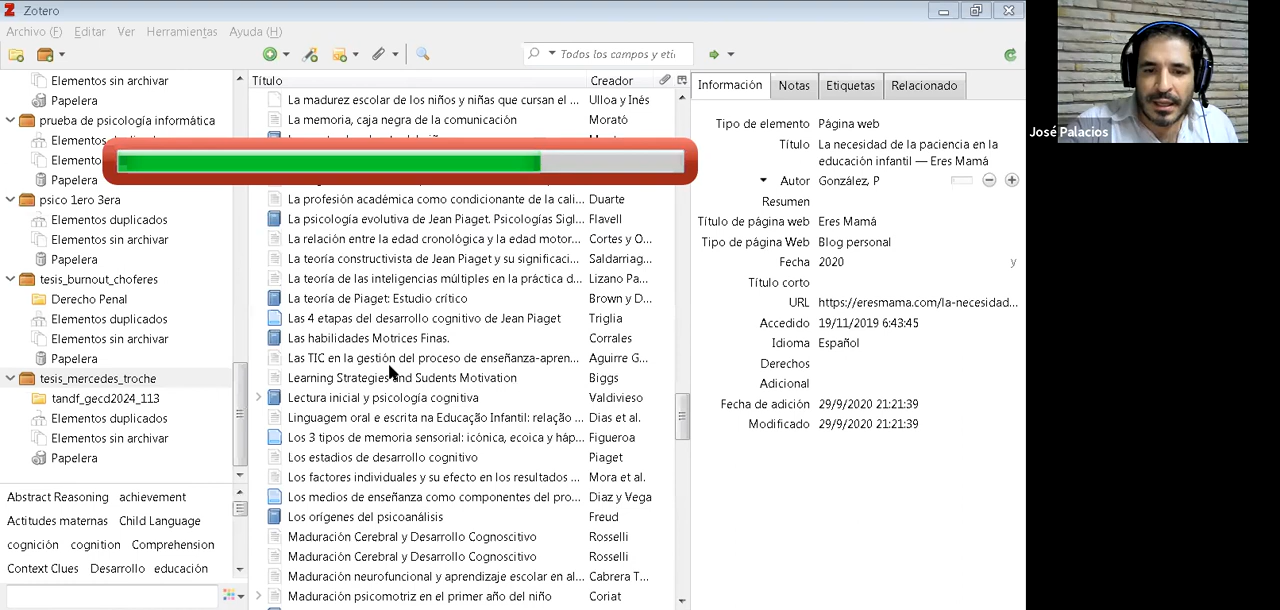 Zotero
Archivo (F) Editar Ver Herramientas Ayuda (H)
Todos los campos y eti
Elementos sin archivar
Papelera
prueba de psicología informática
Papelera
psico 1ero 3era
Elementos duplicados
Elementos sin archivar
Papelera
tesis_burnout_choferes
Derecho Penal
Elementos duplicados
Elementos sin archivar
Papelera
tesis_mercedes_troche
tandf_gecd2024_113
Elementos duplicados
Elementos sin archivar
Papelera
Abstract Reasoning achievement
Actitudes maternas Child Language
cognición cognition Comprehension
Context Clues Desarrollo educación
Título Creador
La madurez escolar de los niños y niñas que cursan el ... Ulloa y Inés
La memoria, caja negra de la comunicación Morató
La profesión académica como condicionante de la cali... Duarte
La psicología evolutiva de Jean Piaget. Psicologías Sigl... Flavell
La relación entre la edad cronológica y la edad motor... Cortes y O...
La teoría constructivista de Jean Piaget y su significaci... Saldarriag...
La teoría de las inteligencias múltiples en la práctica d... Lizano Pa...
La teoría de Piaget: Estudio crítico Brown y D...
Las 4 etapas del desarrollo cognitivo de Jean Piaget Triglia
Las habilidades Motrices Finas. Corrales
Las TIC en la gestión del proceso de enseñanza-apren... Aguirre G...
Learning Strategies and Sudents Motivation Biggs
Lectura inicial y psicología cognitiva Valdivieso
Linguagem oral e escrita na Educação Infantil: relação ... Dias et al.
Los 3 tipos de memoria sensorial: icónica, ecoica y háp... Figueroa
Los estadios de desarrollo cognitivo Piaget
Los factores individuales y su efecto en los resultados ... Mora et al.
Los medios de enseñanza como componentes del pro... Diaz y Vega
Los orígenes del psicoanálisis Freud
Maduración Cerebral y Desarrollo Cognoscitivo Rosselli
Maduración Cerebral y Desarrollo Cognoscitivo Rosselli
Maduración neurofuncional y aprendizaje escolar en al... Cabrera T...
Maduración psicomotriz en el primer año del niño Coriat
Información Notas Etiquetas Relacionado
Tipo de elemento Página web
Título La necesidad de la paciencia en la
educación infantil — Eres Mamá
Autor González, P
Resumen
Título de página web Eres Mamá
Tipo de página Web Blog personal
Fecha 2020 y
Título corto
URL https://eresmama.com/la-necesidad...
Accedido 19/11/2019 6:43:45
Idioma Español
Derechos
Adicional
Fecha de adición 29/9/2020 21:21:39
Modificado 29/9/2020 21:21:39
José Palacios